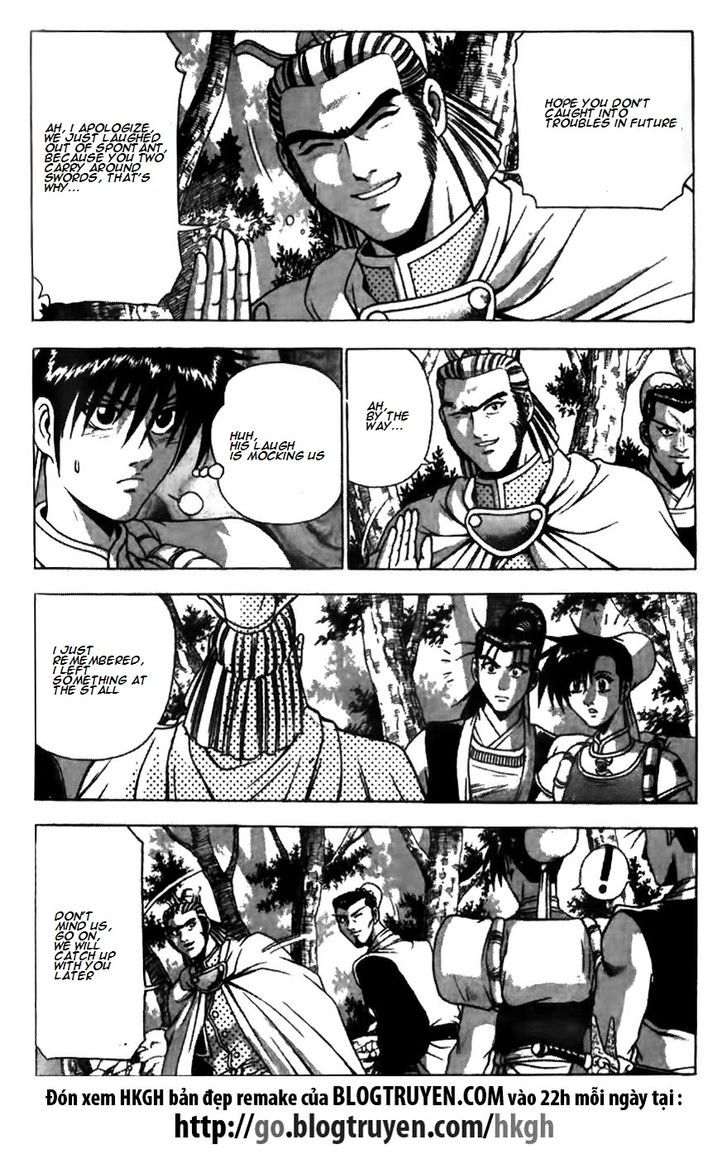 HOPE YOU DON'T
CAUGHT INTO
TROUBLES IN FUTURE
AH, I APOLOGIZE,
WE JUST LAUGHED
OUT OF SPONTANT,
BECAUSE YOU TWO
CARRY AROUND
SWORDS, THAT'S
WHY...
HUH,
HIS LAUGH
IS MOCKING US
AH,
BY THE
WAY...
I JUST
REMEMBERED,
I LEFT
SOMETHING AT
THE STALL
!
DON'T
MIND US,
GO ON,
WE WILL
CATCH UP
WITH YOU
LATER
Đón xem HKGH bản đẹp remake của BLOGTRUYEN.COM vào 22h mỗi ngày tại :
http://go.blogtruyen.com/hkgh